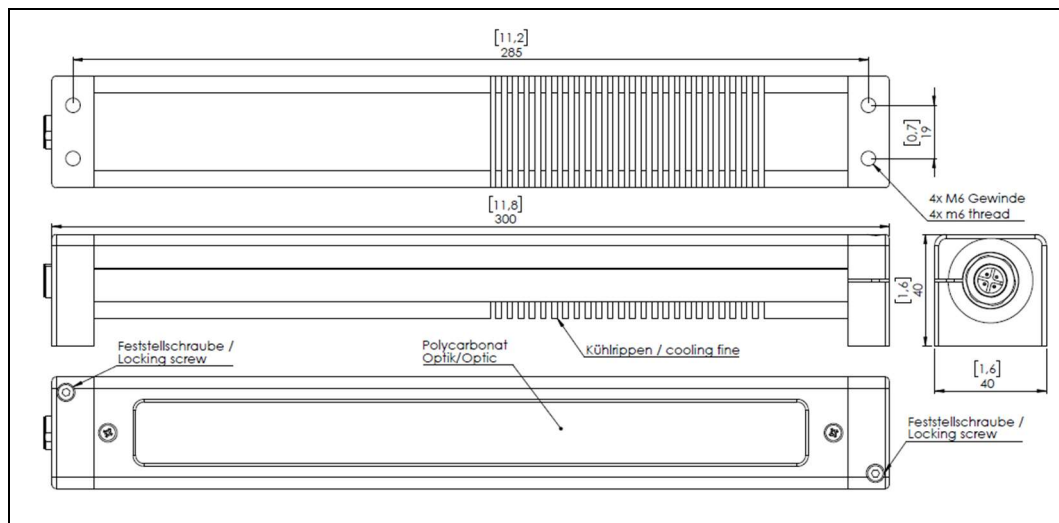 [11,2]
285
[0,7]
19
4x M6 Gewinde
4x m6 thread
[11,8]
300
[1,6]
40
Feststellschraube /
Locking screw
Polycarbonat
Optik/Optic
Kühlrippen / cooling fine
[1,6]
40
Feststellschraube /
Locking screw